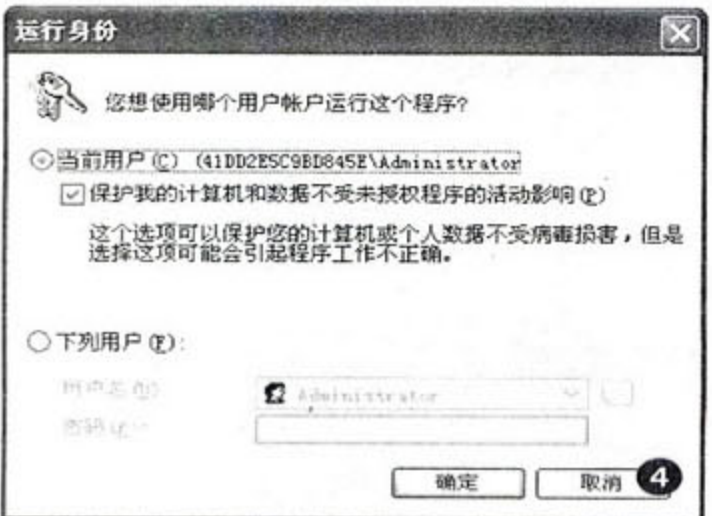 运行身份
您想使用哪个用户帐户运行这个程序?
当前用户(C) (41DD2E5C9BD845E\Administrator
保护我的计算机和数据不受未授权程序的活动影响(P)
这个选项可以保护您的计算机或个人数据不受病毒损害，但是
选择这项可能会引起程序工作不正确。
下列用户(F):
用户名(U)
Administrator
密码
确定 取消 4